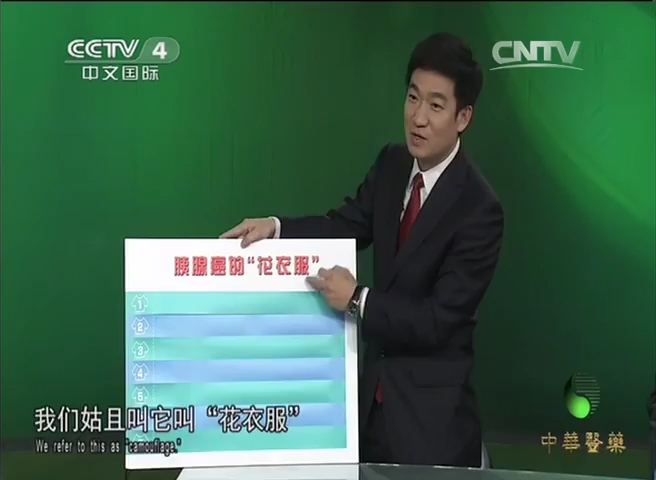 CCTV 4
中文国际
CNTV
胰腺癌的“花衣服”
1
2
3
4
5
我们姑且叫它叫“花衣服”
We refer to this as "camouflage."
中華醫藥